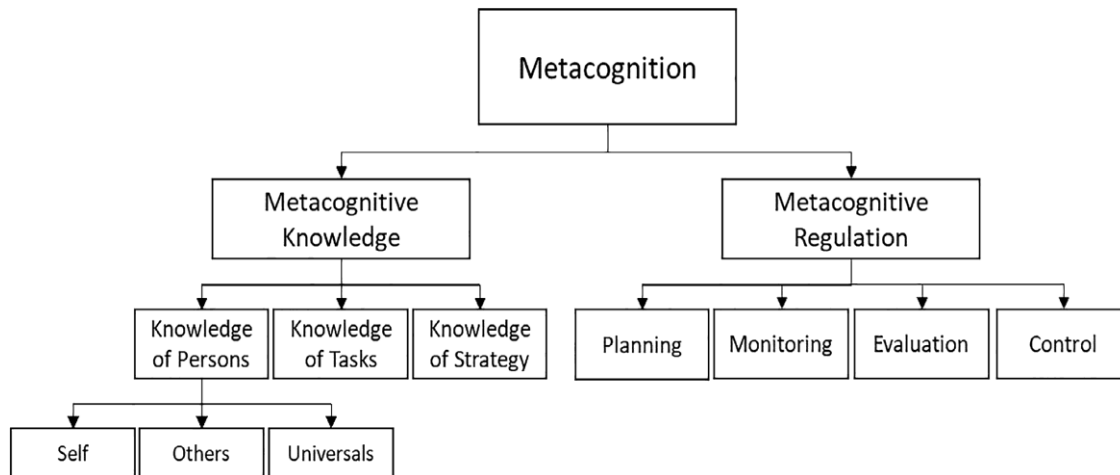 Metacognition
Metacognitive
Knowledge
Metacognitive
Regulation
Knowledge
of Persons
Knowledge
of Tasks
Knowledge
of Strategy
Planning
Monitoring
Evaluation
Control
Self
Others
Universals